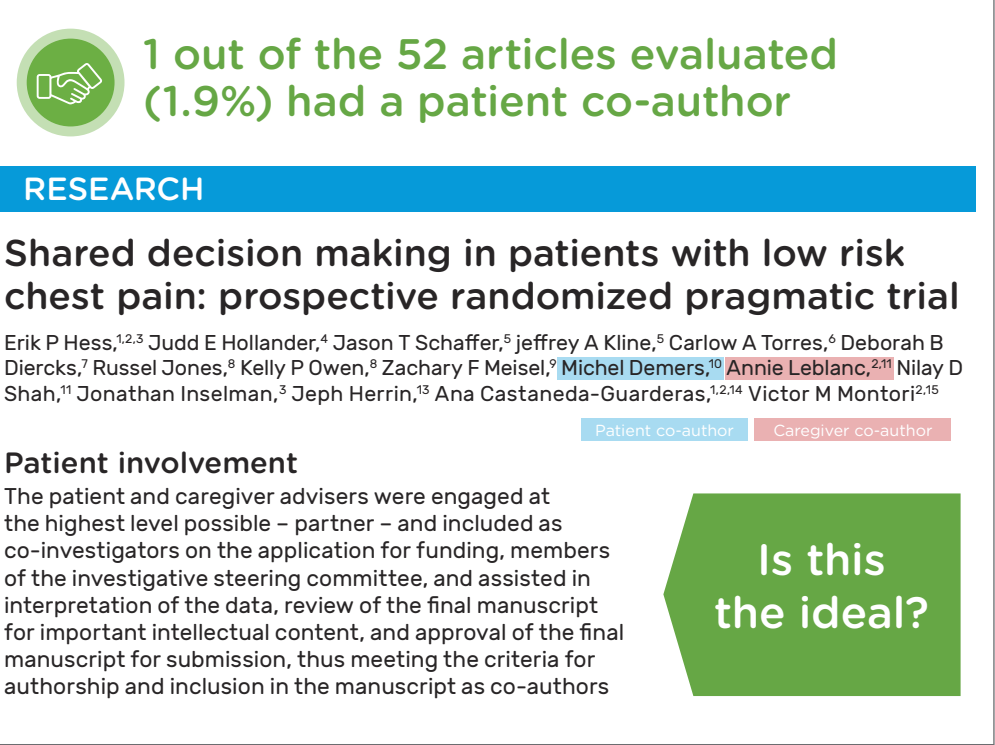 1 out of the 52 articles evaluated
(1.9%) had a patient co-author
RESEARCH
Shared decision making in patients with low risk
chest pain: prospective randomized pragmatic trial
Erik P Hess,1,2,3 Judd E Hollander,4 Jason T Schaffer,5 jeffrey A Kline,5 Carlow A Torres,6 Deborah B
Diercks,7 Russel Jones,8 Kelly P Owen,8 Zachary F Meisel,9 Michel Demers,10 Annie Leblanc,2,11 Nilay D
Shah,11 Jonathan Inselman,3 Jeph Herrin,13 Ana Castaneda-Guarderas,1,2,14 Victor M Montori2,15
Patient co-author Caregiver co-author
Patient involvement
The patient and caregiver advisers were engaged at
the highest level possible – partner – and included as
co-investigators on the application for funding, members
of the investigative steering committee, and assisted in
interpretation of the data, review of the final manuscript
for important intellectual content, and approval of the final
manuscript for submission, thus meeting the criteria for
authorship and inclusion in the manuscript as co-authors
Is this
the ideal?